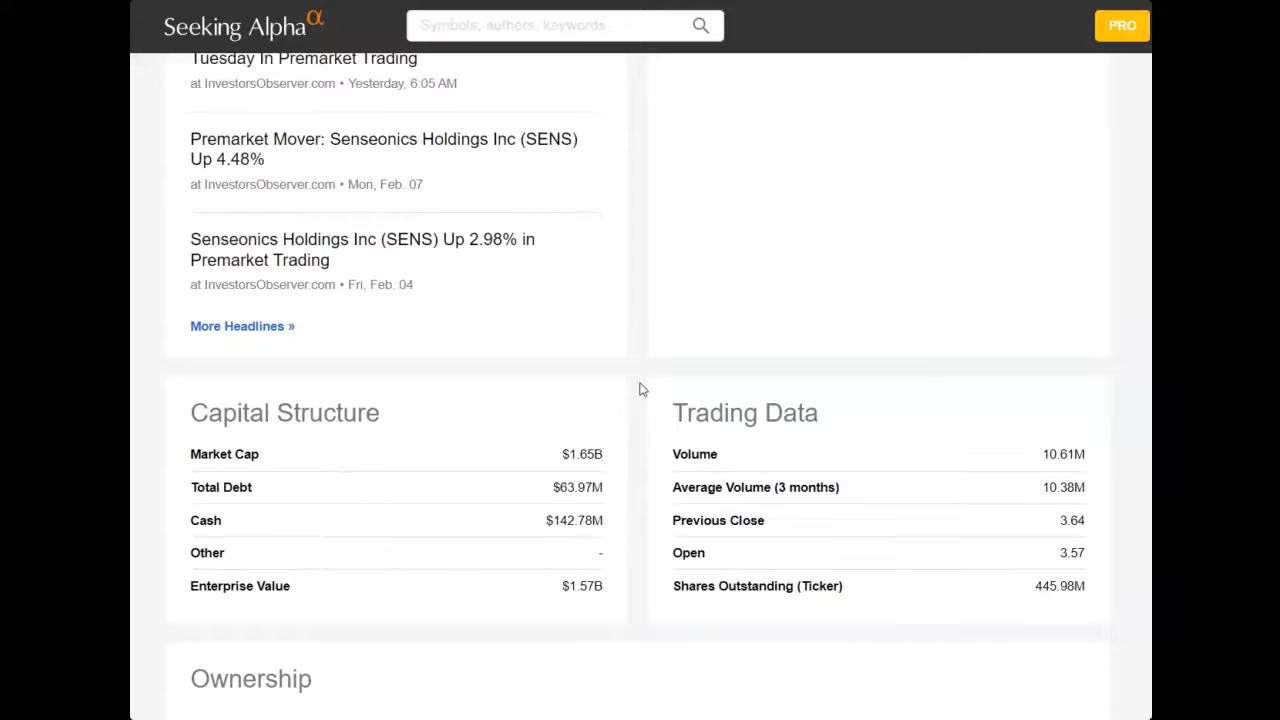 Seeking Alpha α
Symbols, authors, keywords
PRO
Tuesday In Premarket Trading
at InvestorsObserver.com • Yesterday, 6:05 AM
Premarket Mover: Senseonics Holdings Inc (SENS)
Up 4.48%
at InvestorsObserver.com • Mon, Feb. 07
Senseonics Holdings Inc (SENS) Up 2.98% in
Premarket Trading
at InvestorsObserver.com • Fri, Feb. 04
More Headlines »
Capital Structure
Market Cap $1.65B
Total Debt $63.97M
Cash $142.78M
Other -
Enterprise Value $1.57B
Trading Data
Volume 10.61M
Average Volume (3 months) 10.38M
Previous Close 3.64
Open 3.57
Shares Outstanding (Ticker) 445.98M
Ownership